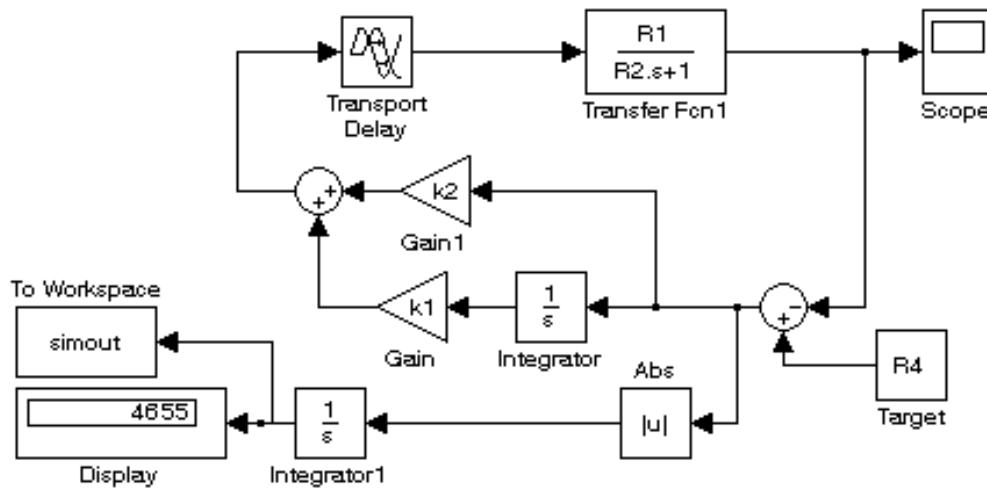 R1
R2.s+1
Transport
Delay
Transfer Fcn1
Scope
+
+
k2
Gain1
To Workspace
simout
k1
Gain
1
s
Integrator
−
+
R4
Target
Abs
|u|
4655
Display
1
s
Integrator1